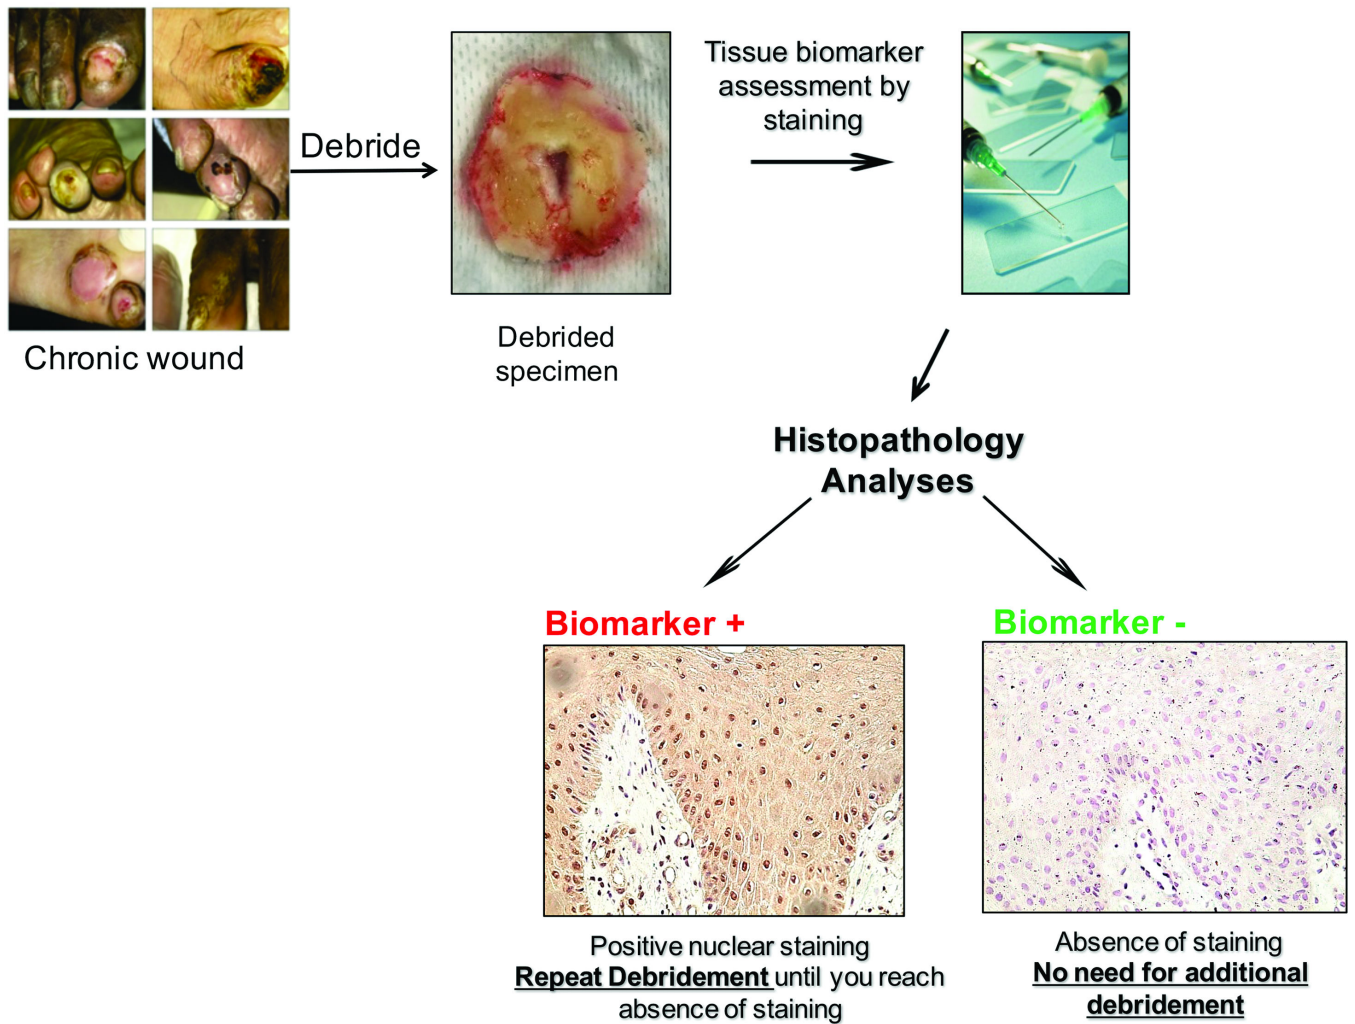 Debride
Chronic wound
Debrided
specimen
Tissue biomarker
assessment by
staining
Histopathology
Analyses
Biomarker +
Positive nuclear staining
Repeat Debridement until you reach
absence of staining
Biomarker -
Absence of staining
No need for additional
debridement